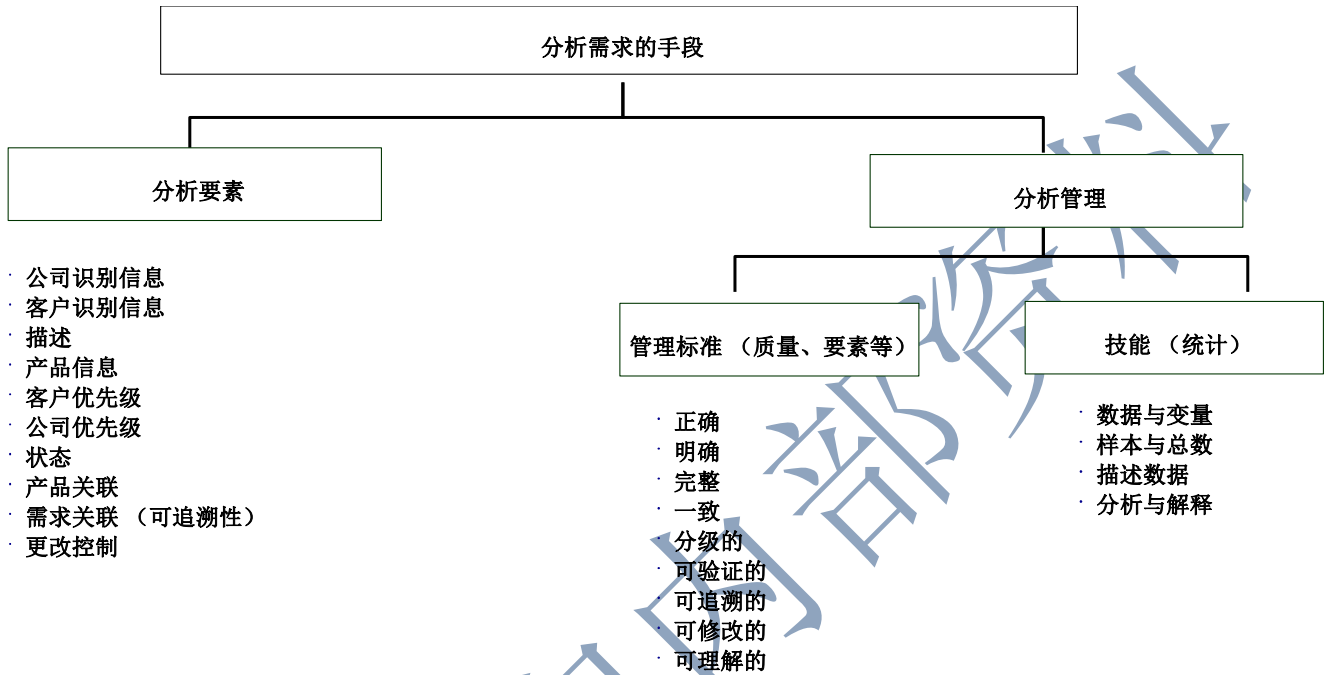 分析需求的手段
分析要素
分析管理
· 公司识别信息
· 客户识别信息
· 描述
· 产品信息
· 客户优先级
· 公司优先级
· 状态
· 产品关联
· 需求关联 （可追溯性）
· 更改控制
管理标准 （质量、要素等）
· 正确
· 明确
· 完整
· 一致
· 分级的
· 可验证的
· 可追溯的
· 可修改的
· 可理解的
技能 （统计）
· 数据与变量
· 样本与总数
· 描述数据
· 分析与解释
内部资料